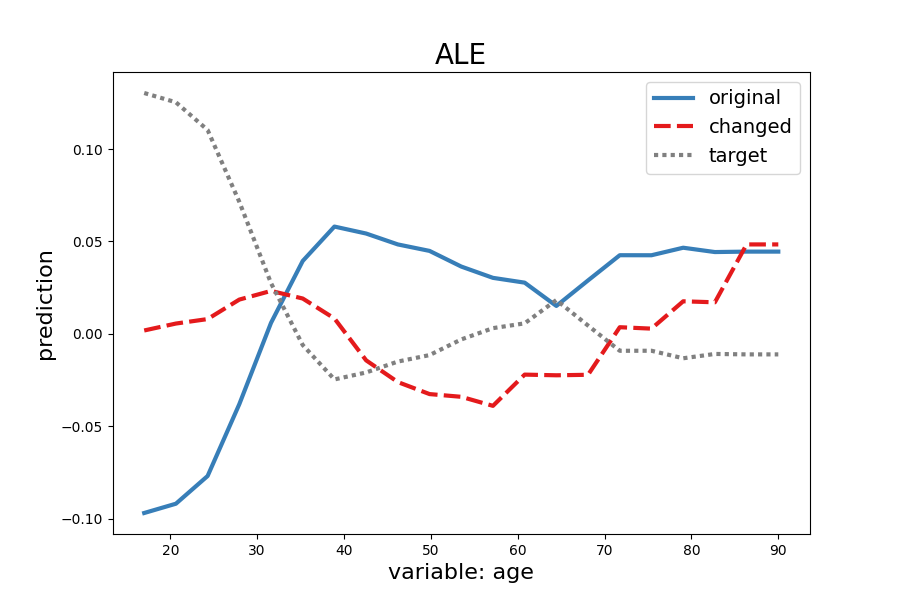 ALE
original
changed
target
prediction
0.10
0.05
0.00
−0.05
−0.10
20 30 40 50 60 70 80 90
variable: age